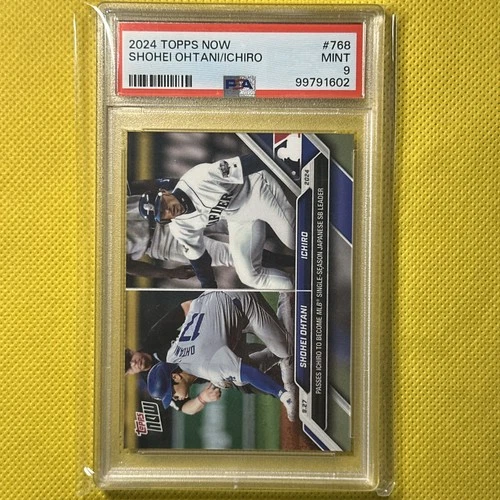 2024 TOPPS NOW #768
SHOHEI OHTANI/ICHIRO MINT
9
PSA 99791602
2024
ICHIRO
SHOHEI OHTANI
PASSES ICHIRO TO BECOME MLB® SINGLE-SEASON JAPANESE SB LEADER
9.27
OHTANI
17
TOPPS
NOW